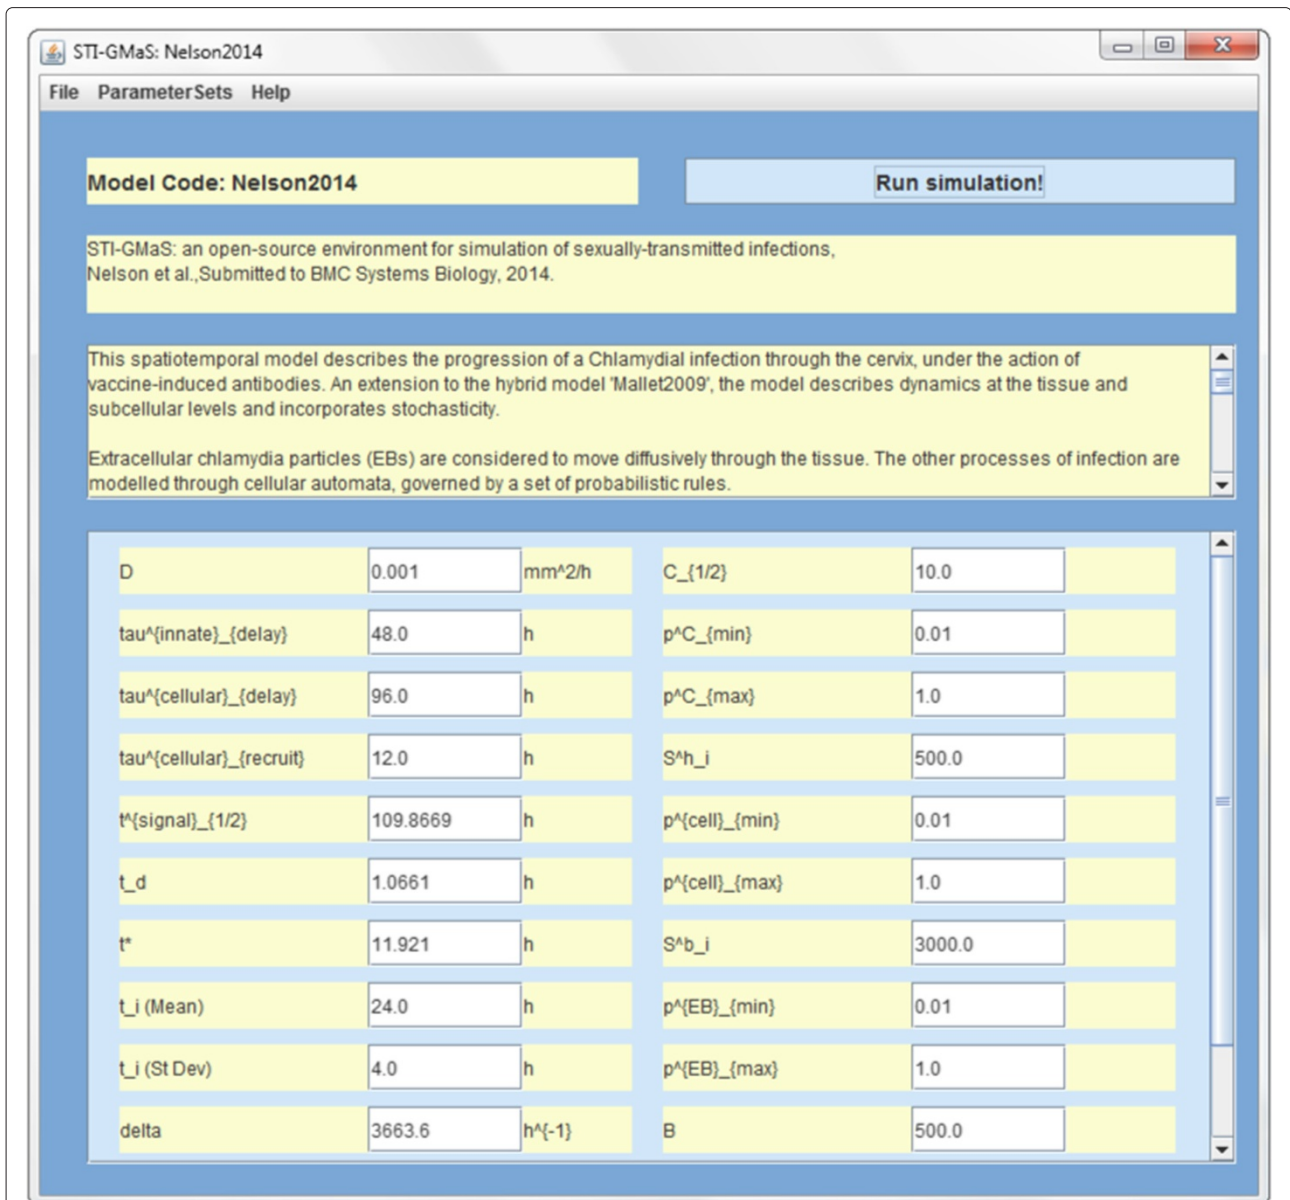 STI-GMaS: Nelson2014
File ParameterSets Help
Model Code: Nelson2014
Run simulation!
STI-GMaS: an open-source environment for simulation of sexually-transmitted infections,
Nelson et al.,Submitted to BMC Systems Biology, 2014.
This spatiotemporal model describes the progression of a Chlamydial infection through the cervix, under the action of
vaccine-induced antibodies. An extension to the hybrid model 'Mallet2009', the model describes dynamics at the tissue and
subcellular levels and incorporates stochasticity.
Extracellular chlamydia particles (EBs) are considered to move diffusively through the tissue. The other processes of infection are
modelled through cellular automata, governed by a set of probabilistic rules.
D 0.001 mm^2/h C_{1/2} 10.0
tau^{innate}_{delay} 48.0 h p^C_{min} 0.01
tau^{cellular}_{delay} 96.0 h p^C_{max} 1.0
tau^{cellular}_{recruit} 12.0 h S^h_i 500.0
t^{signal}_{1/2} 109.8669 h p^{cell}_{min} 0.01
t_d 1.0661 h p^{cell}_{max} 1.0
t* 11.921 h S^b_i 3000.0
t_i (Mean) 24.0 h p^{EB}_{min} 0.01
t_i (St Dev) 4.0 h p^{EB}_{max} 1.0
delta 3663.6 h^{-1} B 500.0